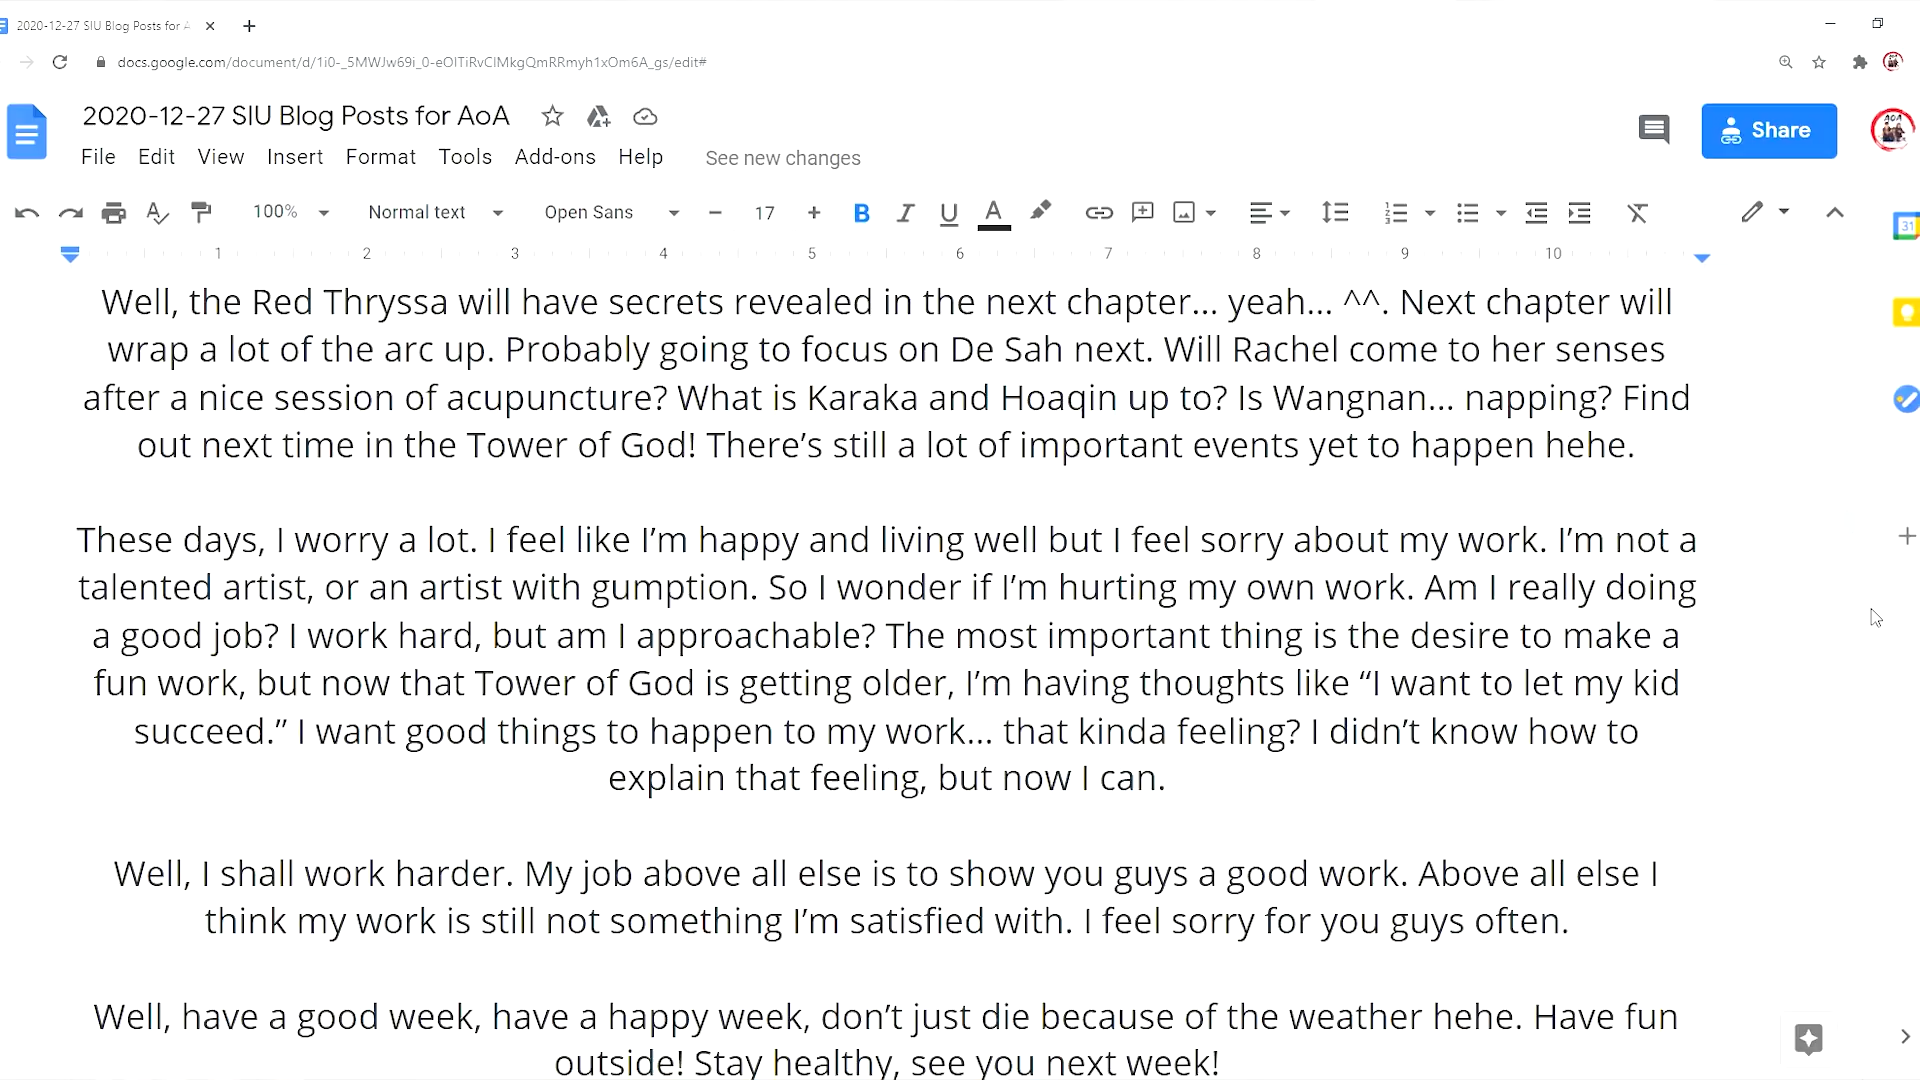 2020-12-27 SIU Blog Posts for A
docs.google.com/document/d/1i0-_5MWJw69i_0-eOITiRvClMkgQmRRmyh1xOm6A_gs/edit#
2020-12-27 SIU Blog Posts for AoA
Share
File Edit View Insert Format Tools Add-ons Help See new changes
100% Normal text Open Sans 17 B I U A
1 2 3 4 5 6 7 8 9 10
31
Well, the Red Thryssa will have secrets revealed in the next chapter... yeah... ^^. Next chapter will
wrap a lot of the arc up. Probably going to focus on De Sah next. Will Rachel come to her senses
after a nice session of acupuncture? What is Karaka and Hoaqin up to? Is Wangnan... napping? Find
out next time in the Tower of God! There’s still a lot of important events yet to happen hehe.
These days, I worry a lot. I feel like I’m happy and living well but I feel sorry about my work. I’m not a
talented artist, or an artist with gumption. So I wonder if I’m hurting my own work. Am I really doing
a good job? I work hard, but am I approachable? The most important thing is the desire to make a
fun work, but now that Tower of God is getting older, I’m having thoughts like “I want to let my kid
succeed.” I want good things to happen to my work... that kinda feeling? I didn’t know how to
explain that feeling, but now I can.
Well, I shall work harder. My job above all else is to show you guys a good work. Above all else I
think my work is still not something I’m satisfied with. I feel sorry for you guys often.
Well, have a good week, have a happy week, don’t just die because of the weather hehe. Have fun
outside! Stay healthy, see you next week!